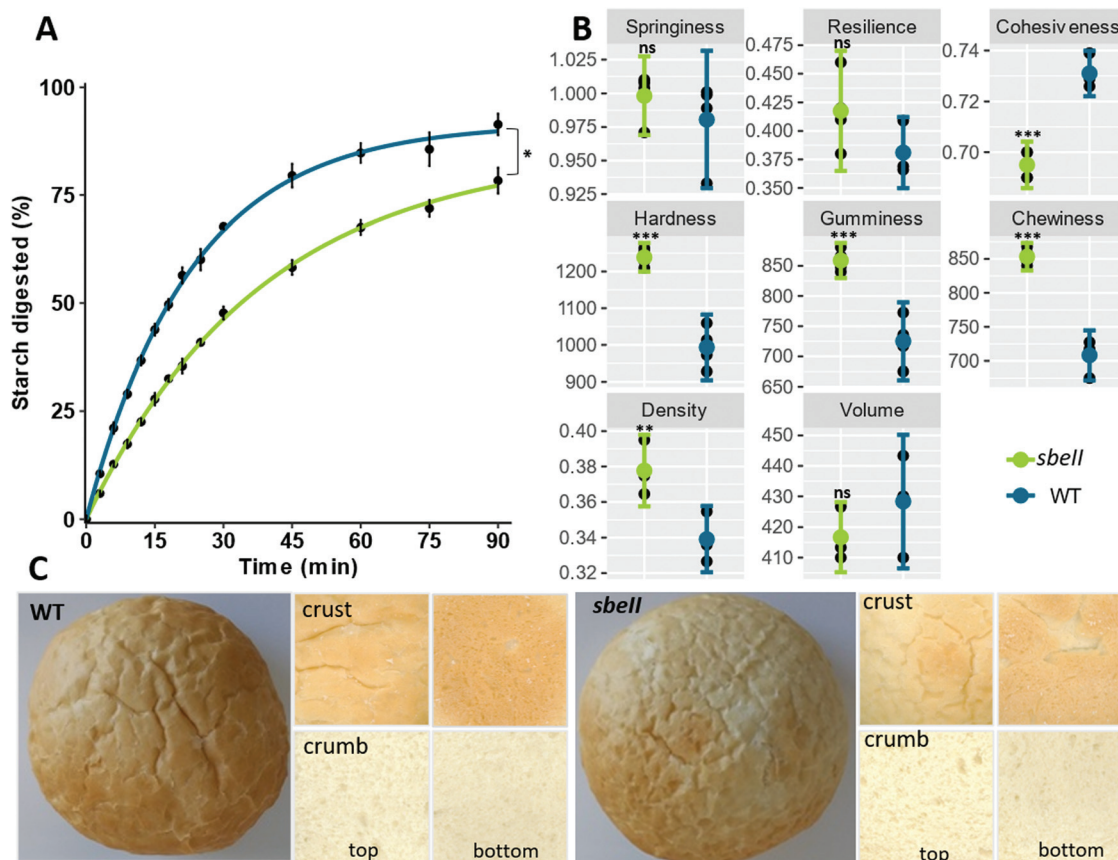 A
Starch digested (%)
100
75
50
25
0
0 15 30 45 60 75 90
Time (min)
*
B
Springiness
ns
1.025
1.000
0.975
0.950
0.925
Resilience
ns
0.475
0.450
0.425
0.400
0.375
0.350
Cohesiveness
0.74
0.72
0.70
***
Hardness
***
1200
1100
1000
900
Gumminess
***
850
800
750
700
650
Chewiness
***
850
800
750
700
Density
**
0.40
0.38
0.36
0.34
0.32
Volume
ns
450
440
430
420
410
sbeII
WT
C
WT
crust
crumb
top
bottom
sbeII
crust
crumb
top
bottom